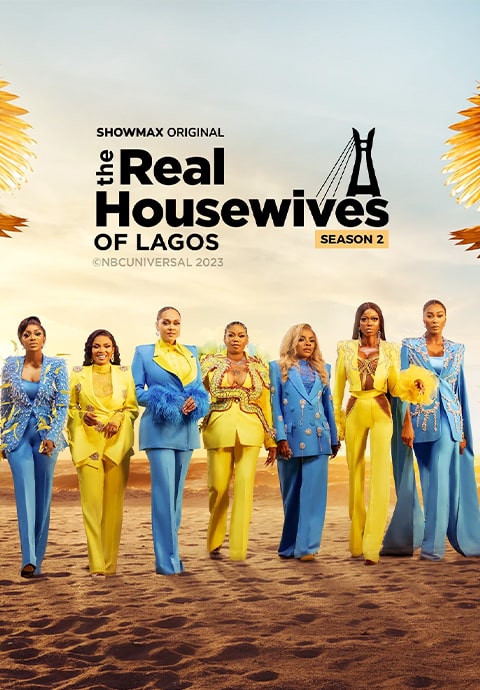 SHOWMAX ORIGINAL
the Real
Housewives
OF LAGOS
SEASON 2
©NBCUNIVERSAL 2023